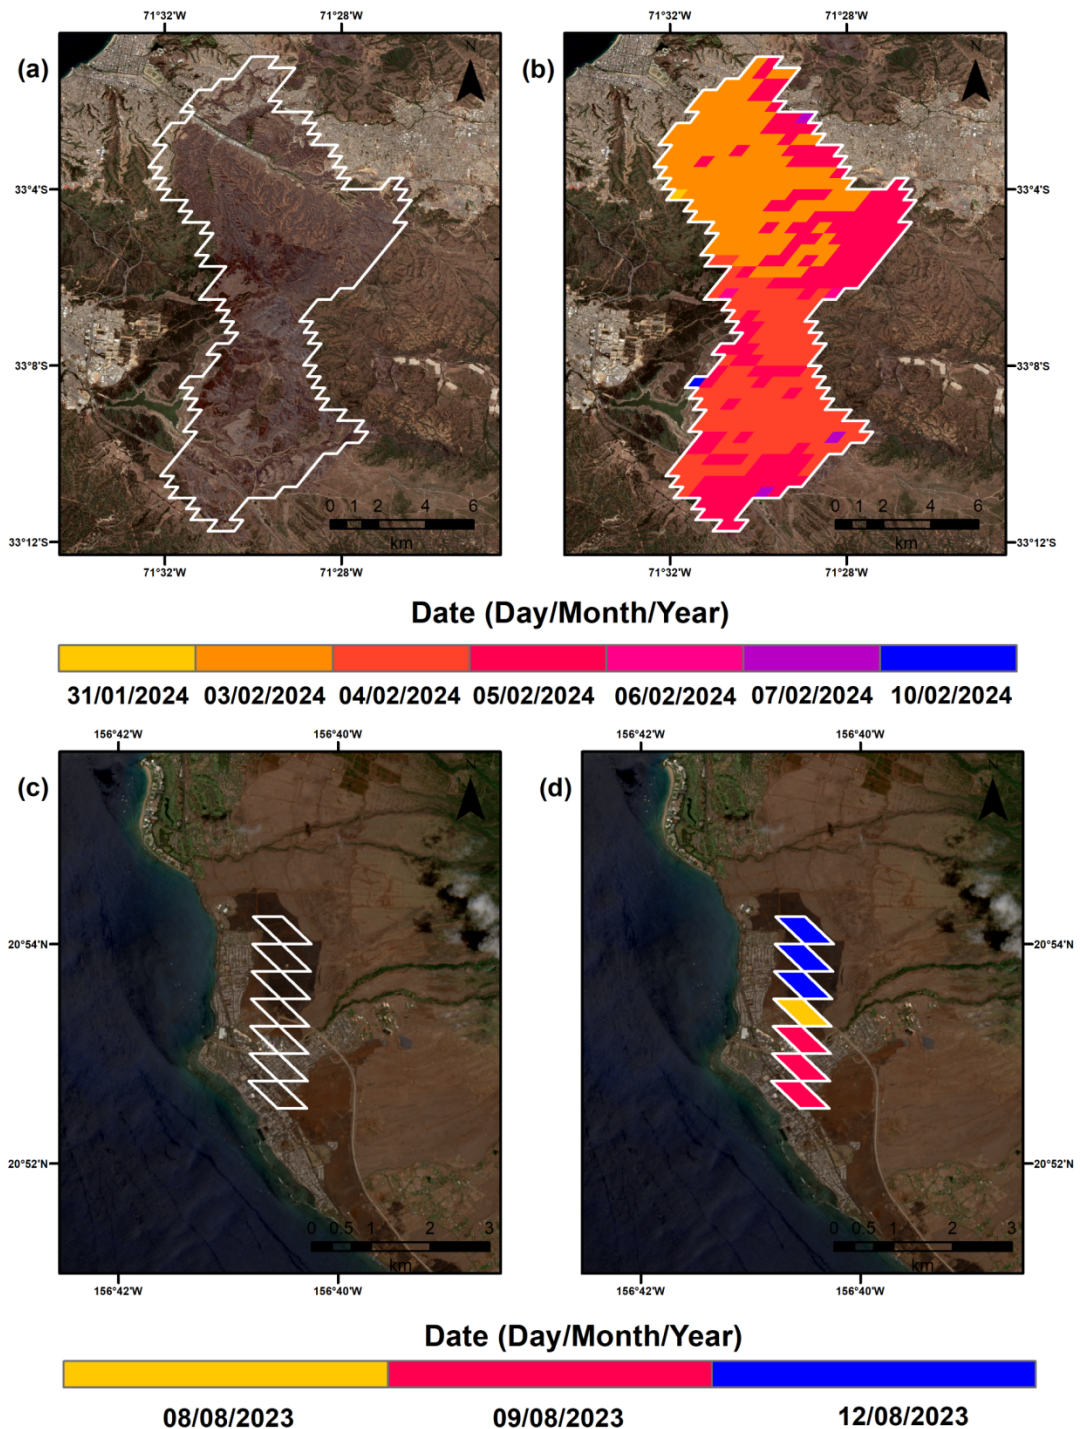 71°32'W 71°28'W 71°32'W 71°28'W
(a) N (b) N
33°4'S 33°4'S
33°8'S 33°8'S
0 1 2 4 6 0 1 2 4 6
km km
33°12'S 33°12'S
71°32'W 71°28'W 71°32'W 71°28'W
Date (Day/Month/Year)
31/01/2024 03/02/2024 04/02/2024 05/02/2024 06/02/2024 07/02/2024 10/02/2024
156°42'W 156°40'W 156°42'W 156°40'W
(c) N (d) N
20°54'N 20°54'N
20°52'N 20°52'N
0 0.5 1 2 3 0 0.5 1 2 3
km km
156°42'W 156°40'W 156°42'W 156°40'W
Date (Day/Month/Year)
08/08/2023 09/08/2023 12/08/2023